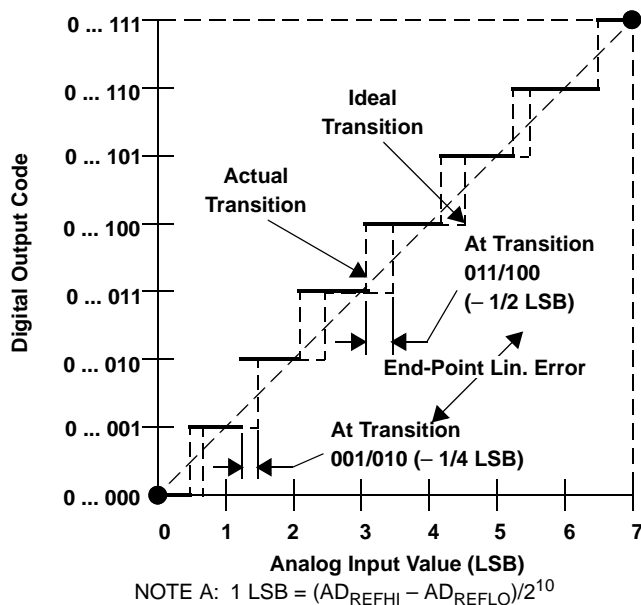 Digital Output Code
0 ... 111
0 ... 110
0 ... 101
0 ... 100
0 ... 011
0 ... 010
0 ... 001
0 ... 000
Ideal
Transition
Actual
Transition
At Transition
011/100
(– 1/2 LSB)
End-Point Lin. Error
At Transition
001/010 (– 1/4 LSB)
0 1 2 3 4 5 6 7
Analog Input Value (LSB)
NOTE A: 1 LSB = (AD_REFHI – AD_REFLO)/2^10